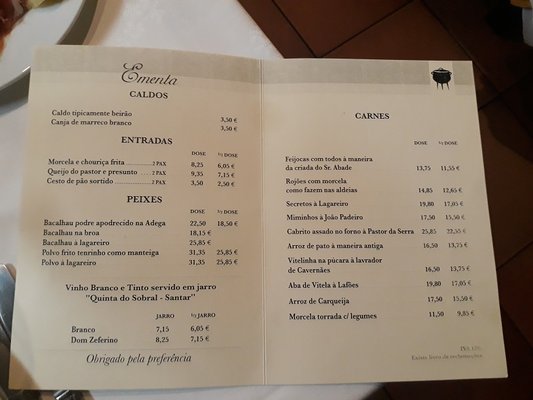 Ementa
CALDOS
Caldo tipicamente beirão 3,50 €
Canja de marreco branco 3,50 €
ENTRADAS
DOSE ½ DOSE
Morcela e chouriça frita ............. 2 PAX 8,25 6,05 €
Queijo do pastor e presunto .... 2 PAX 9,35 7,15 €
Cesto de pão sortido ................. 2 PAX 3,50 2,50 €
PEIXES
DOSE ½ DOSE
Bacalhau podre apodrecido na Adega 22,50 18,50 €
Bacalhau na broa 18,15 €
Bacalhau à lagareiro 25,85 €
Polvo frito tenrinho como manteiga 31,35 25,85 €
Polvo à lagareiro 31,35 25,85 €
Vinho Branco e Tinto servido em jarro
"Quinta do Sobral - Santar"
JARRO ½ JARRO
Branco 7,15 6,05 €
Dom Zeferino 8,25 7,15 €
Obrigado pela preferência
CARNES
DOSE ½ DOSE
Feijocas com todos à maneira
da criada do Sr. Abade 13,75 11,55 €
Rojões com morcela
como fazem nas aldeias 14,85 12,65 €
Secretos à Lagareiro 19,80 17,05 €
Miminhos à João Padeiro 17,50 15,50 €
Cabrito assado no forno à Pastor da Serra 25,85 22,55 €
Arroz de pato à maneira antiga 16,50 13,75 €
Vitelinha na púcara à lavrador
de Cavernães 16,50 15,75 €
Aba de Vitela à Lafões 19,80 17,05 €
Arroz de Carqueija 17,50 15,50 €
Morcela torrada c/ legumes 11,50 9,85 €
Existe livro de reclamações